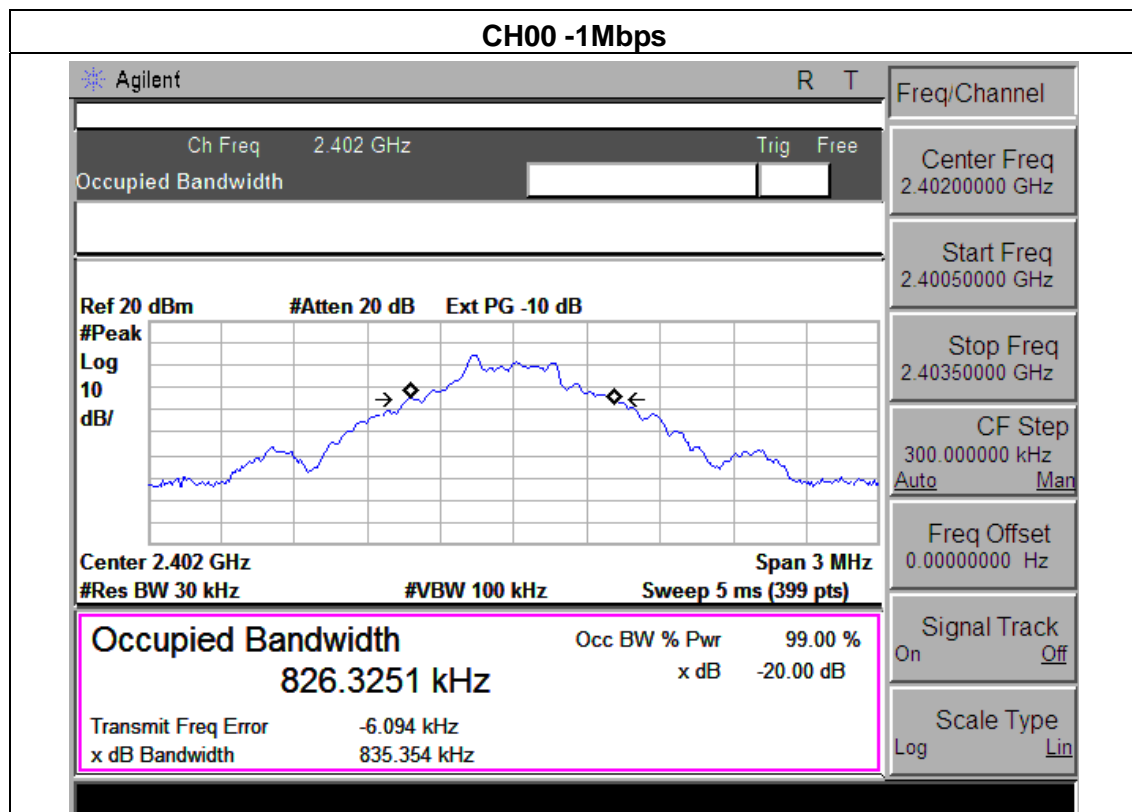 CH00 -1Mbps
Agilent R T
Ch Freq 2.402 GHz Trig Free
Occupied Bandwidth
Ref 20 dBm #Atten 20 dB Ext PG -10 dB
#Peak
Log
10
dB/
Center 2.402 GHz Span 3 MHz
#Res BW 30 kHz #VBW 100 kHz Sweep 5 ms (399 pts)
Occupied Bandwidth
826.3251 kHz
Occ BW % Pwr 99.00 %
x dB -20.00 dB
Transmit Freq Error -6.094 kHz
x dB Bandwidth 835.354 kHz
Freq/Channel
Center Freq
2.40200000 GHz
Start Freq
2.40050000 GHz
Stop Freq
2.40350000 GHz
CF Step
300.000000 kHz
Auto Man
Freq Offset
0.00000000 Hz
Signal Track
On Off
Scale Type
Log Lin